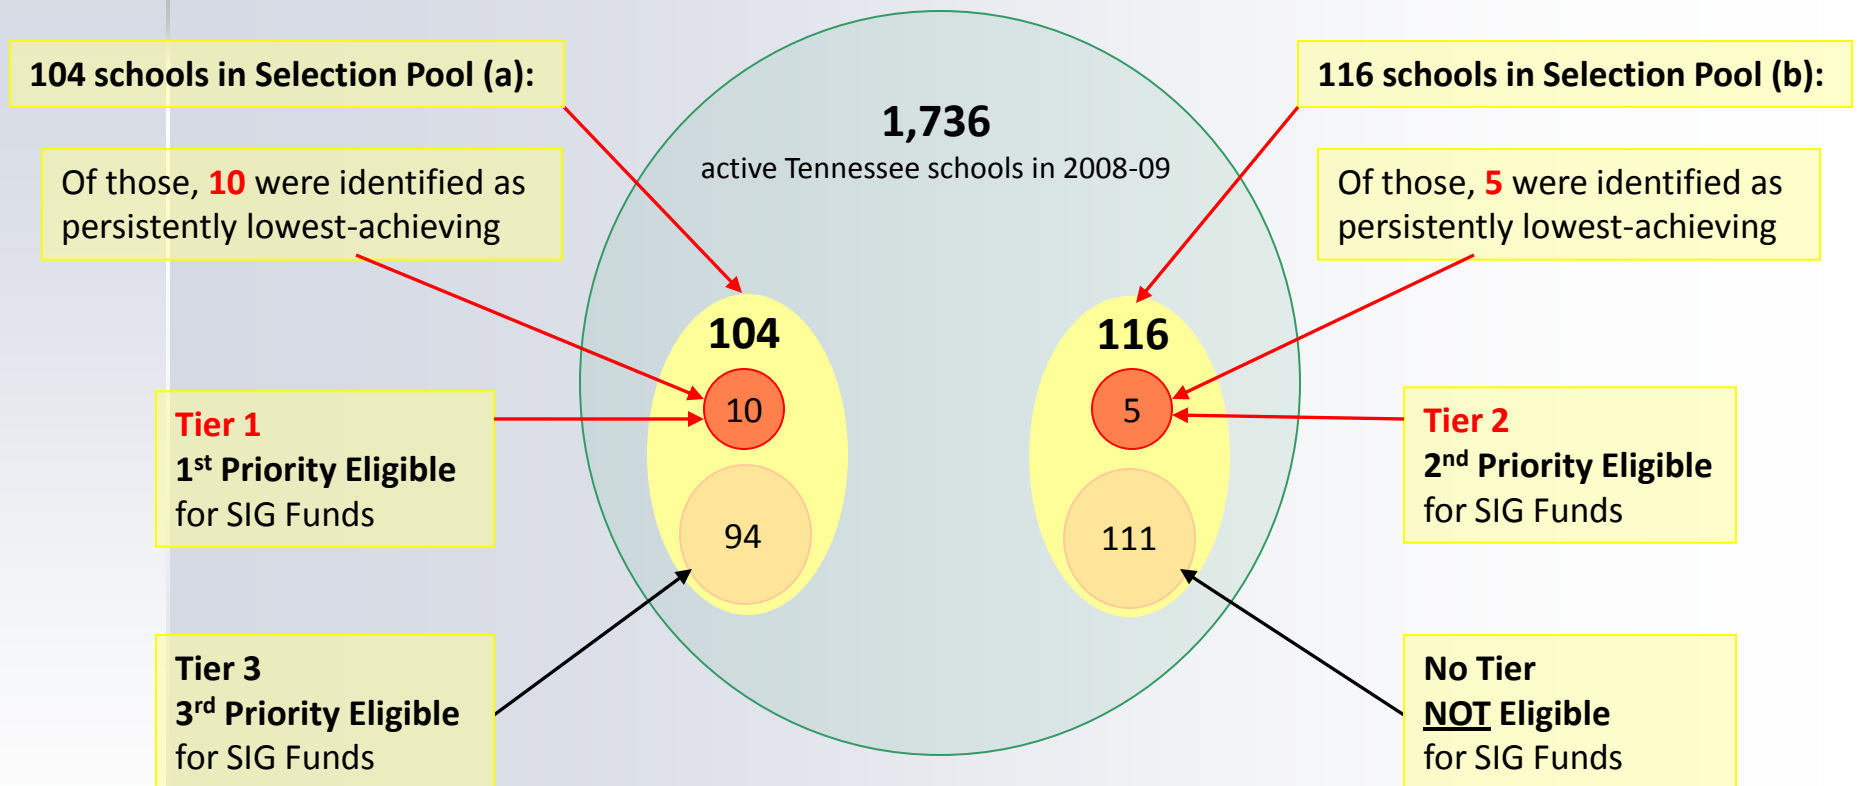 104 schools in Selection Pool (a):
Of those, 10 were identified as
persistently lowest-achieving
1,736
active Tennessee schools in 2008-09
116 schools in Selection Pool (b):
Of those, 5 were identified as
persistently lowest-achieving
104
10
94
116
5
111
Tier 1
1st Priority Eligible
for SIG Funds
Tier 2
2nd Priority Eligible
for SIG Funds
Tier 3
3rd Priority Eligible
for SIG Funds
No Tier
NOT Eligible
for SIG Funds